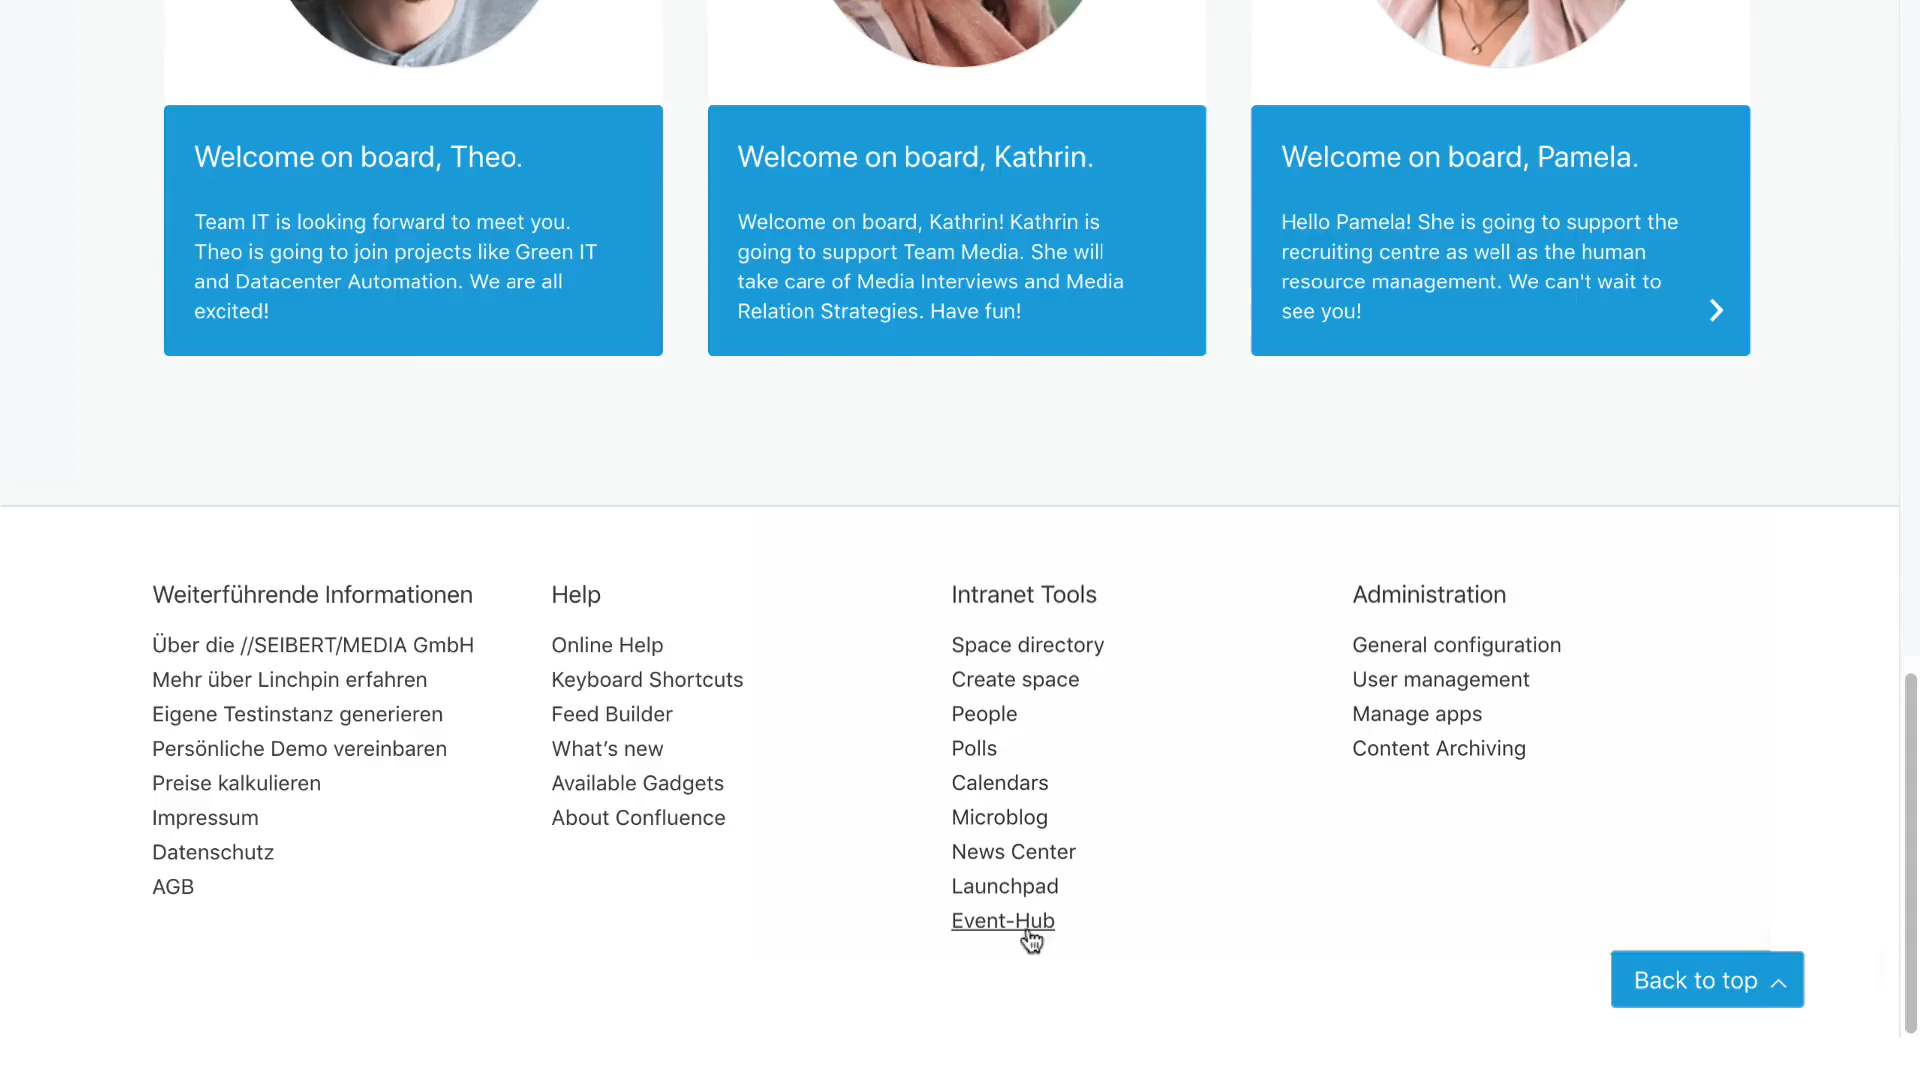 Welcome on board, Theo.
Team IT is looking forward to meet you.
Theo is going to join projects like Green IT
and Datacenter Automation. We are all
excited!
Welcome on board, Kathrin.
Welcome on board, Kathrin! Kathrin is
going to support Team Media. She will
take care of Media Interviews and Media
Relation Strategies. Have fun!
Welcome on board, Pamela.
Hello Pamela! She is going to support the
recruiting centre as well as the human
resource management. We can't wait to
see you!
Weiterführende Informationen
Über die //SEIBERT/MEDIA GmbH
Mehr über Linchpin erfahren
Eigene Testinstanz generieren
Persönliche Demo vereinbaren
Preise kalkulieren
Impressum
Datenschutz
AGB
Help
Online Help
Keyboard Shortcuts
Feed Builder
What’s new
Available Gadgets
About Confluence
Intranet Tools
Space directory
Create space
People
Polls
Calendars
Microblog
News Center
Launchpad
Event-Hub
Administration
General configuration
User management
Manage apps
Content Archiving
Back to top